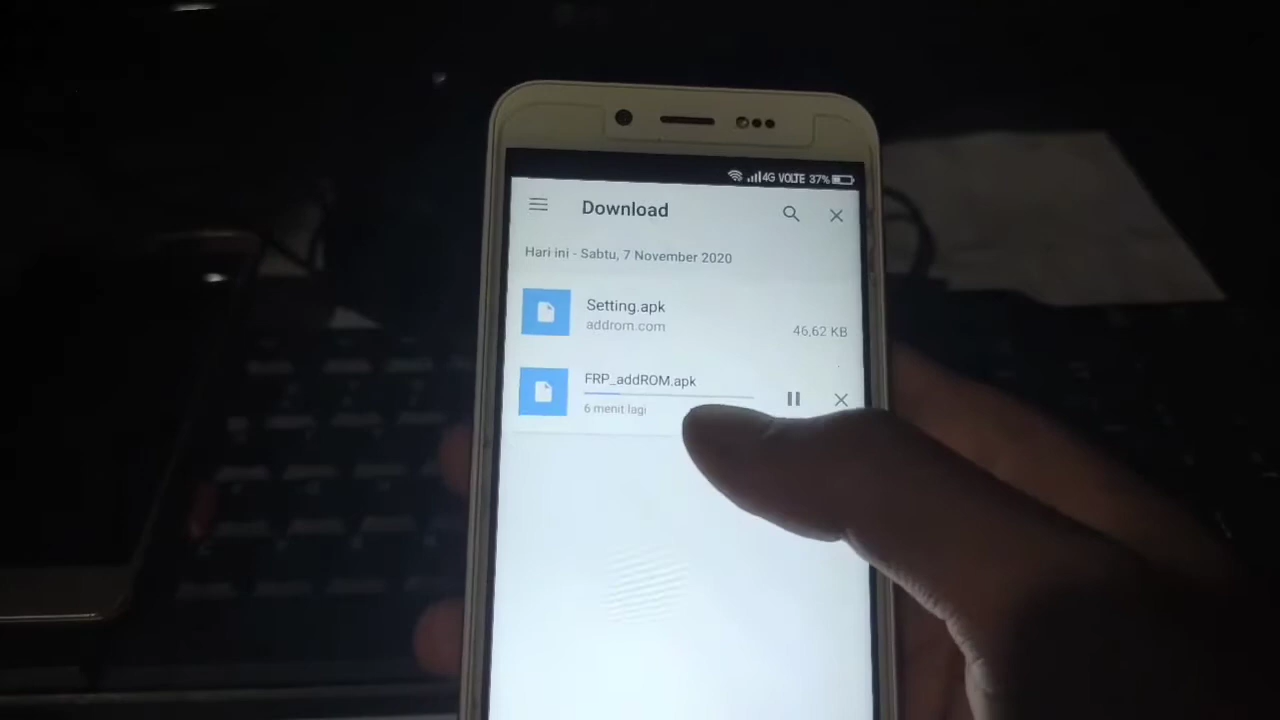 4G VOLTE 37%
Download
Hari ini - Sabtu, 7 November 2020
Setting.apk
addrom.com
46,62 KB
FRP_addROM.apk
6 menit lagi